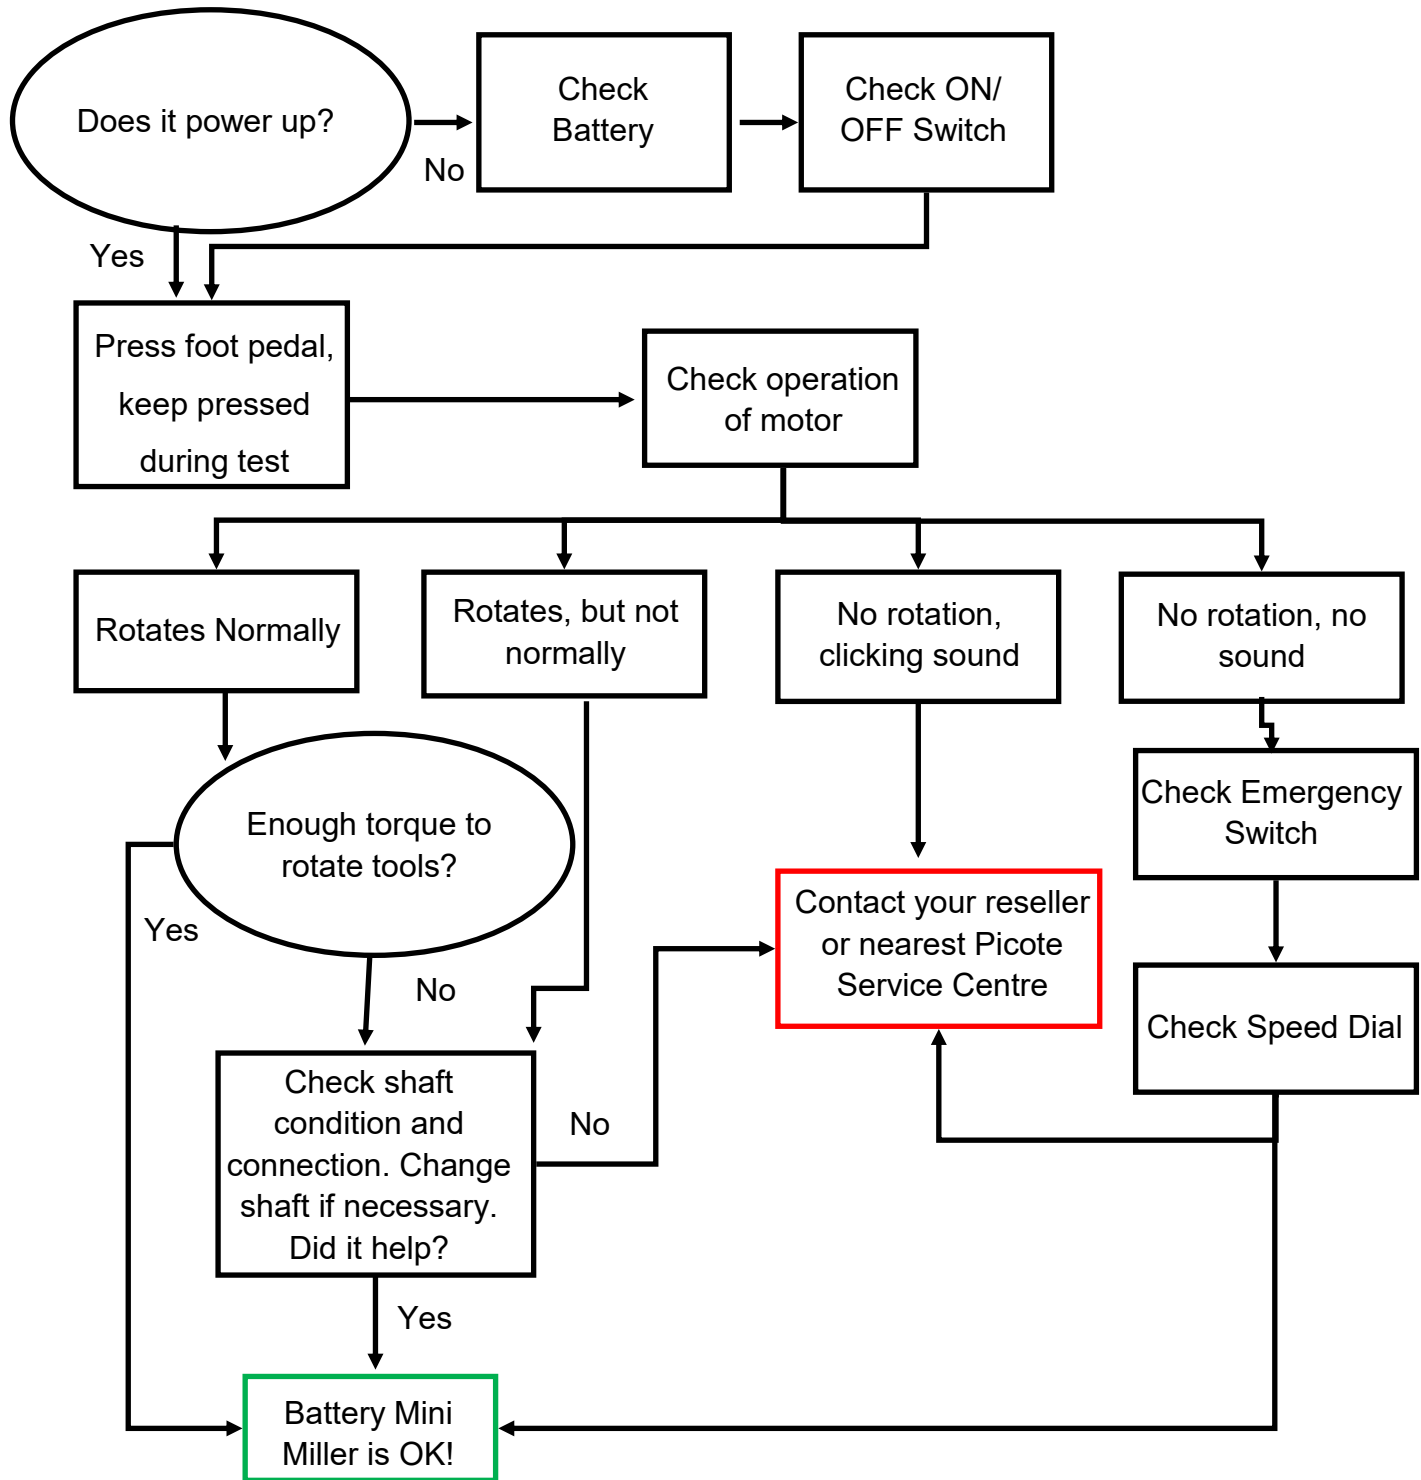 Does it power up?
No
Check
Battery
Check ON/
OFF Switch
Yes
Press foot pedal,
keep pressed
during test
Check operation
of motor
Rotates Normally
Rotates, but not
normally
No rotation,
clicking sound
No rotation, no
sound
Enough torque to
rotate tools?
Yes
No
Check Emergency
Switch
Contact your reseller
or nearest Picote
Service Centre
Check Speed Dial
Check shaft
condition and
connection. Change
shaft if necessary.
Did it help?
No
Yes
Battery Mini
Miller is OK!